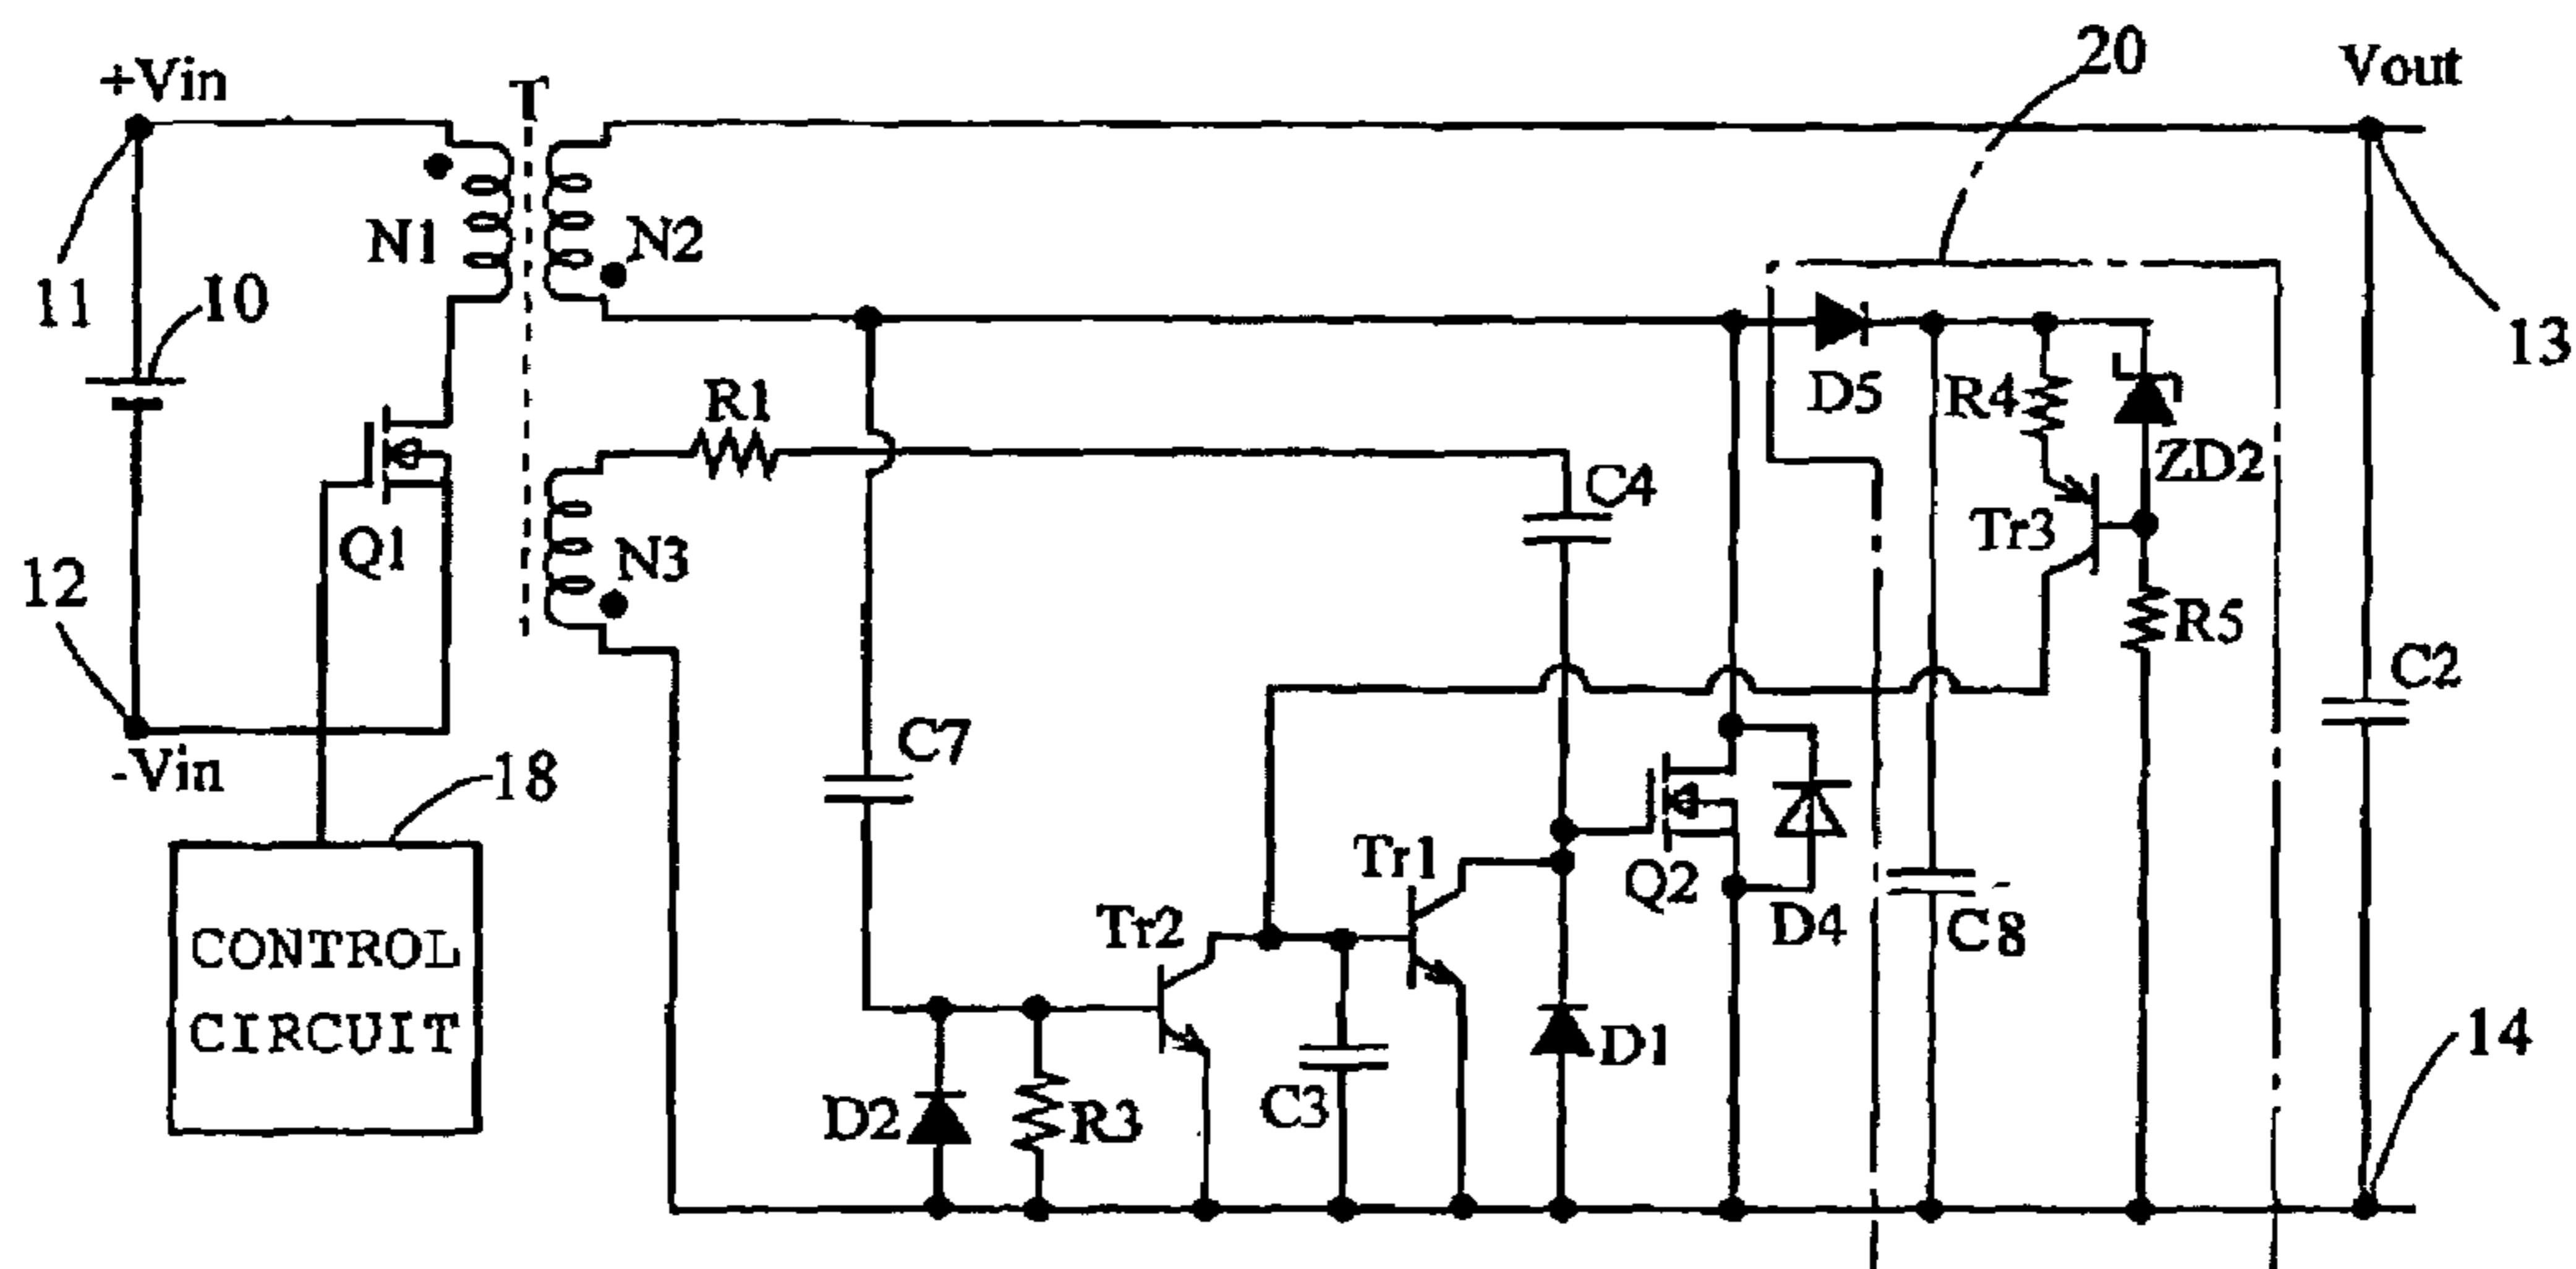 20
Vout
+Vin
T
N1
N2
11
10
13
R1
D5
R4
ZD2
C4
Q1
N3
Tr3
12
R5
C2
-Vin
C7
18
Tr1
Q2
CONTROL
CIRCUIT
Tr2
D4
C8
14
D1
D2
R3
C3